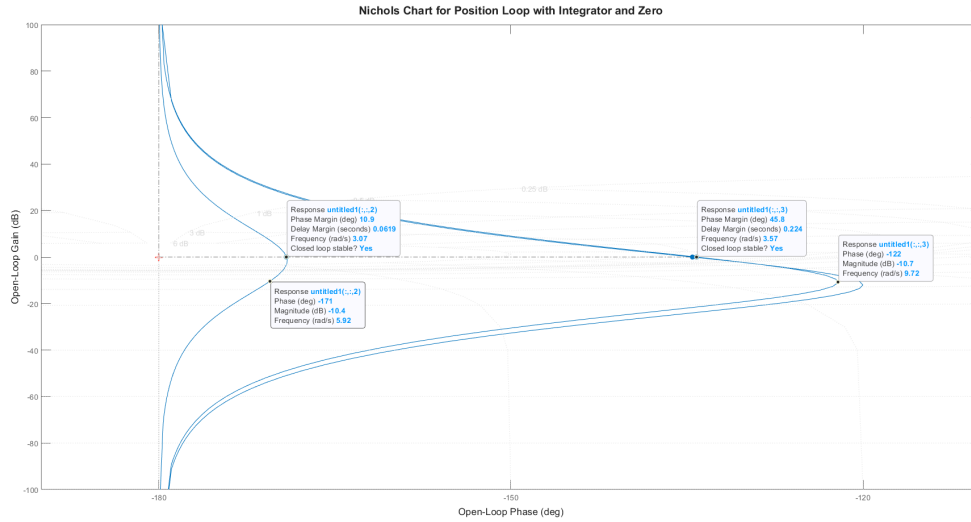 Nichols Chart for Position Loop with Integrator and Zero
100
80
60
40
20
0
-20
-40
-60
-80
-100
Open-Loop Gain (dB)
0.25 dB
1 dB
3 dB
6 dB
Response untitled1(:,:,2)
Phase Margin (deg) 10.9
Delay Margin (seconds) 0.0619
Frequency (rad/s) 3.07
Closed loop stable? Yes
Response untitled1(:,:,3)
Phase Margin (deg) 45.8
Delay Margin (seconds) 0.224
Frequency (rad/s) 3.57
Closed loop stable? Yes
Response untitled1(:,:,3)
Phase (deg) -122
Magnitude (dB) -10.7
Frequency (rad/s) 9.72
Response untitled1(:,:,2)
Phase (deg) -171
Magnitude (dB) -10.4
Frequency (rad/s) 5.92
-180
-150
-120
Open-Loop Phase (deg)